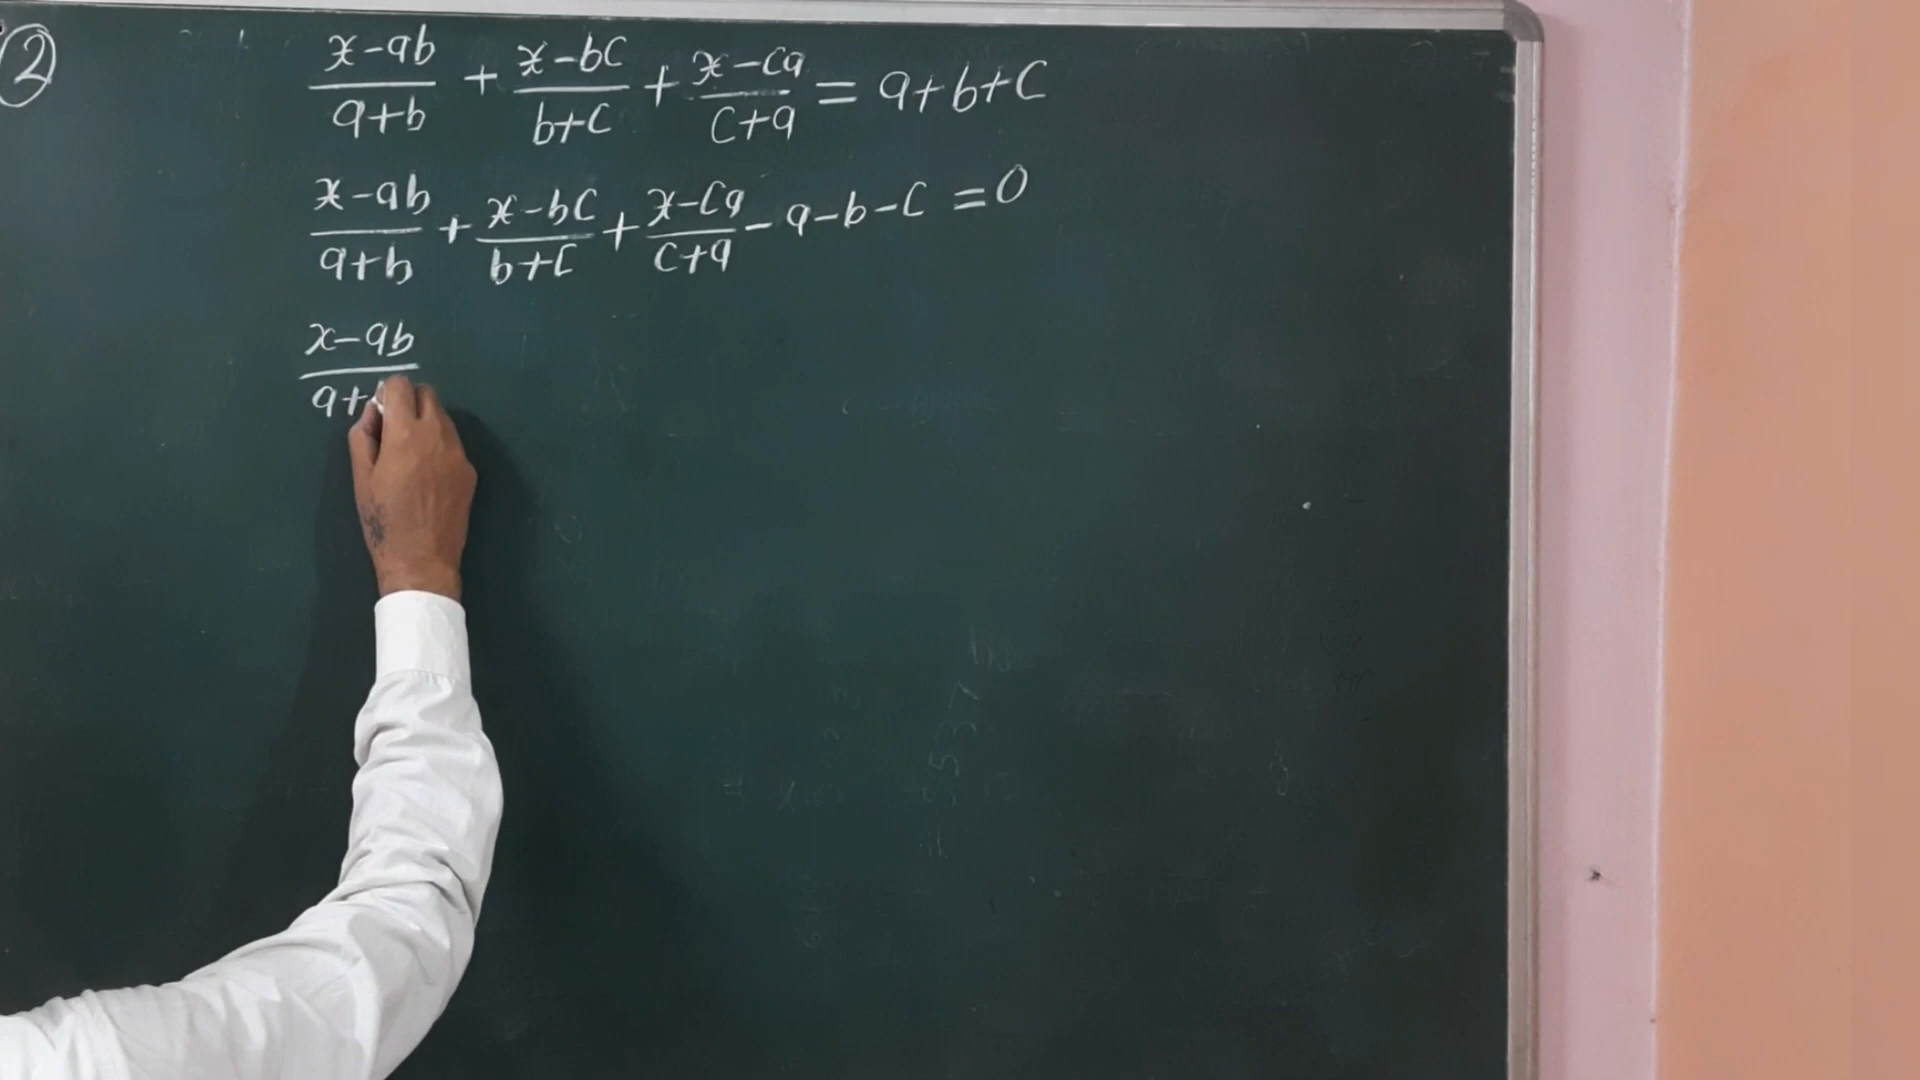 ② (x-ab)/(a+b) + (x-bc)/(b+c) + (x-ca)/(c+a) = a+b+c
(x-ab)/(a+b) + (x-bc)/(b+c) + (x-ca)/(c+a) - a-b-c = 0
(x-ab)/(a+